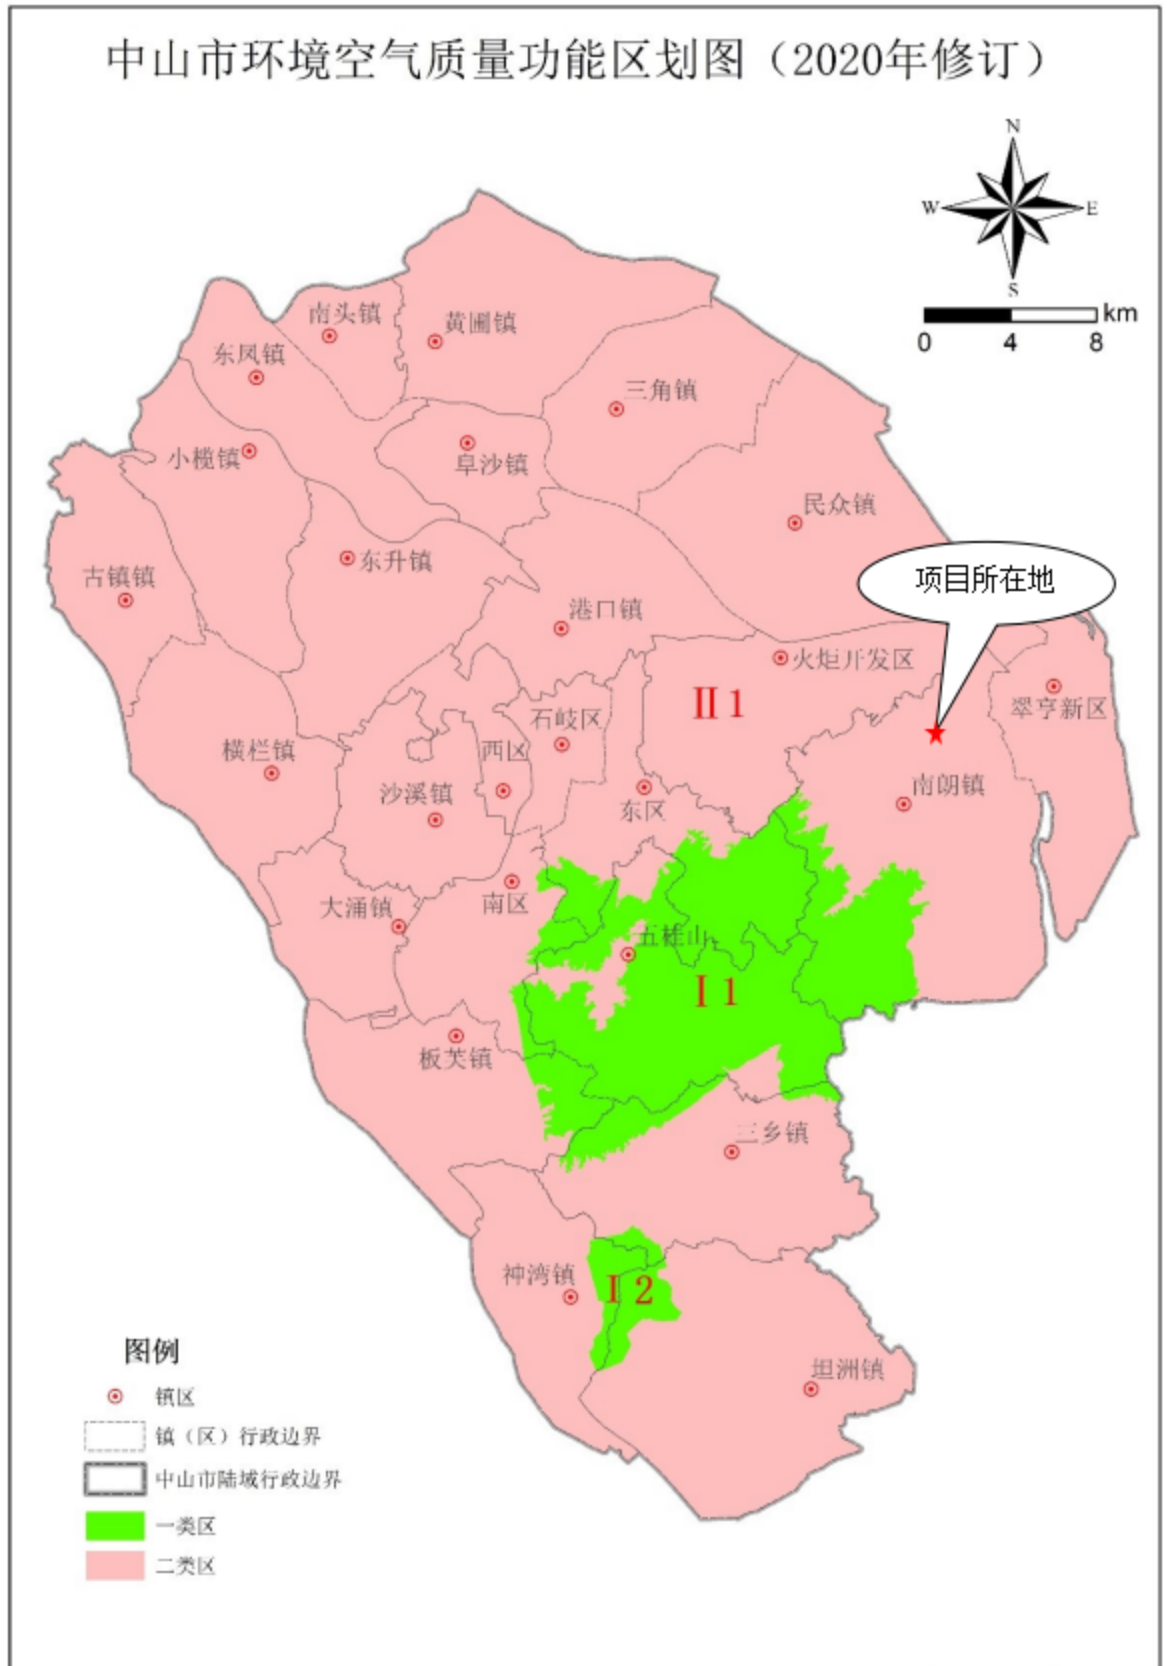 中山市环境空气质量功能区划图（2020年修订）
N
W
E
S
km
0 4 8
南头镇
黄圃镇
东凤镇
三角镇
小榄镇
阜沙镇
民众镇
东升镇
项目所在地
古镇镇
港口镇
火炬开发区
II 1
翠亨新区
石岐区
横栏镇
西区
沙溪镇
南朗镇
东区
南区
大涌镇
五桂山
I 1
板芙镇
三乡镇
神湾镇
I 2
坦洲镇
图例
镇区
镇（区）行政边界
中山市陆域行政边界
一类区
二类区